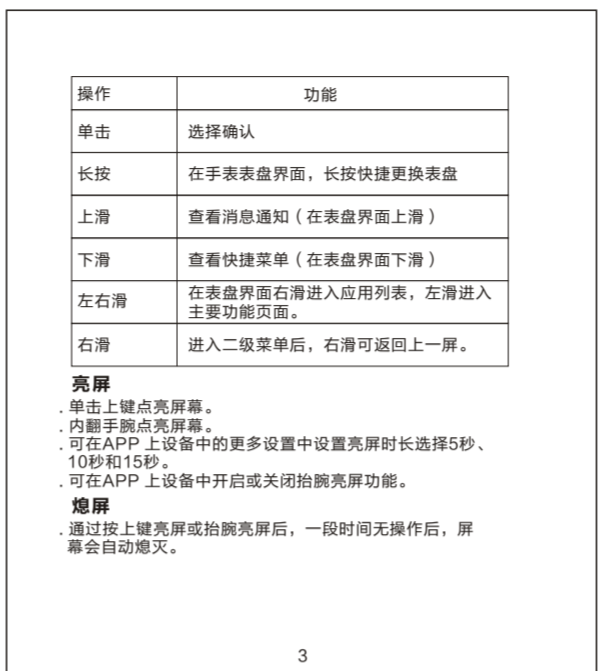 操作 功能
单击 选择确认
长按 在手表表盘界面，长按快捷更换表盘
上滑 查看消息通知（在表盘界面上滑）
下滑 查看快捷菜单（在表盘界面下滑）
左右滑 在表盘界面右滑进入应用列表，左滑进入
主要功能页面。
右滑 进入二级菜单后，右滑可返回上一屏。
亮屏
. 单击上键点亮屏幕。
. 内翻手腕点亮屏幕。
. 可在APP 上设备中的更多设置中设置亮屏时长选择5秒、
10秒和15秒。
. 可在APP 上设备中开启或关闭抬腕亮屏功能。
熄屏
. 通过按上键亮屏或抬腕亮屏后，一段时间无操作后，屏
幕会自动熄灭。
3